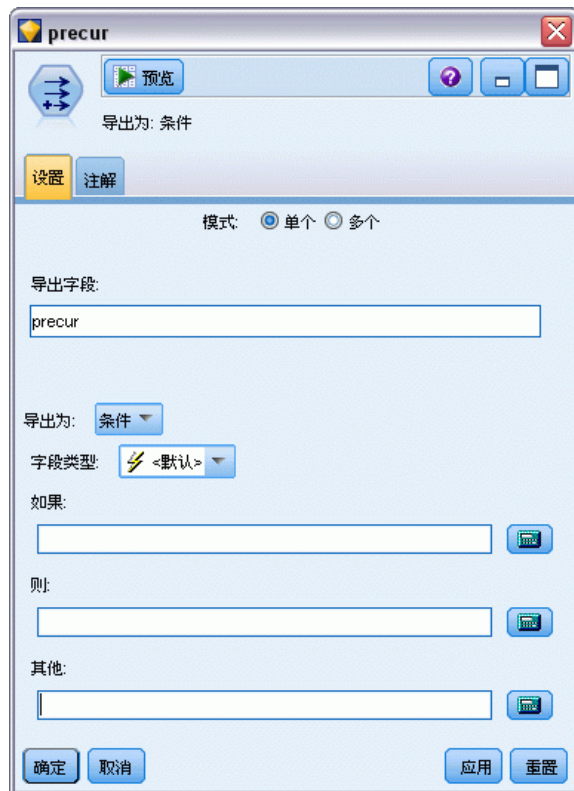 precur
预览
导出为: 条件
设置 注解
模式: 单个 多个
导出字段:
precur
导出为: 条件
字段类型: <默认>
如果:
则:
其他:
确定 取消 应用 重置